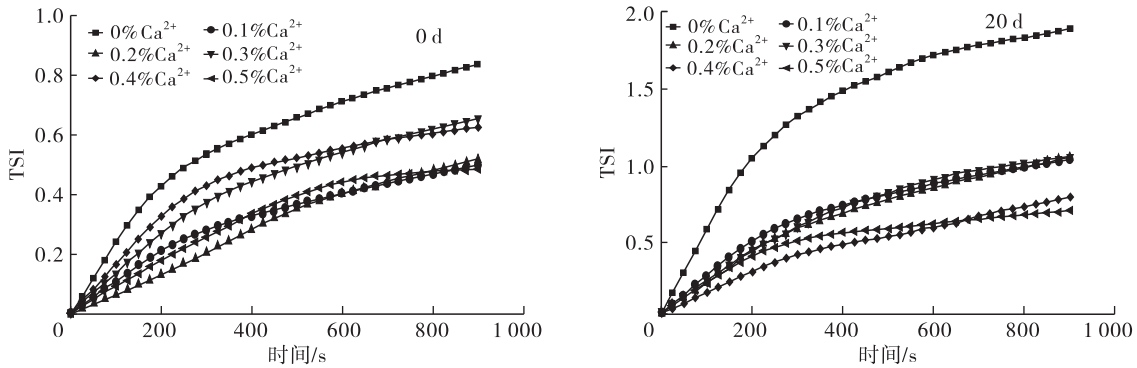 1.0
0.8
0.6
0.4
0.2
0
TSI
0% Ca²⁺
0.1%Ca²⁺
0.2%Ca²⁺
0.3%Ca²⁺
0.4%Ca²⁺
0.5%Ca²⁺
0 d
200
400
600
800
1 000
时间/s
2.0
1.5
1.0
0.5
0
TSI
0%Ca²⁺
0.1%Ca²⁺
0.2%Ca²⁺
0.3%Ca²⁺
0.4%Ca²⁺
0.5%Ca²⁺
20 d
200
400
600
800
1 000
时间/s